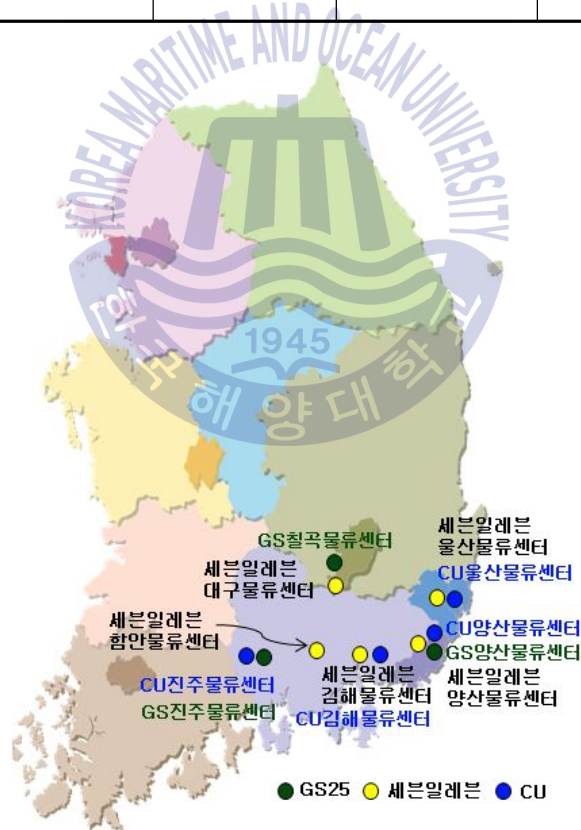 KOREA MARITIME AND OCEAN UNIVERSITY
1945
한국해양대학교
GS칠곡물류센터
세븐일레븐
대구물류센터
세븐일레븐
울산물류센터
CU울산물류센터
세븐일레븐
함안물류센터
CU양산물류센터
GS양산물류센터
세븐일레븐
양산물류센터
세븐일레븐
김해물류센터
CU김해물류센터
CU진주물류센터
GS진주물류센터
GS25 세븐일레븐 CU